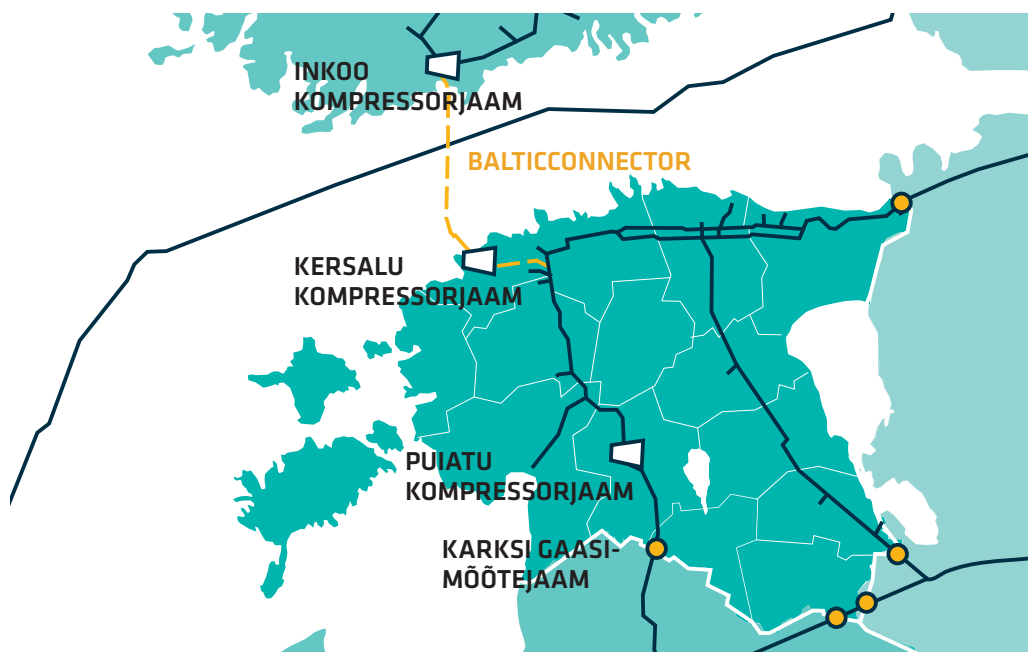 INKOO
KOMPRESSORJAAM
BALTICCONNECTOR
KERSALU
KOMPRESSORJAAM
PUIATU
KOMPRESSORJAAM
KARKSI GAASI-
MÕÕTEJAAM